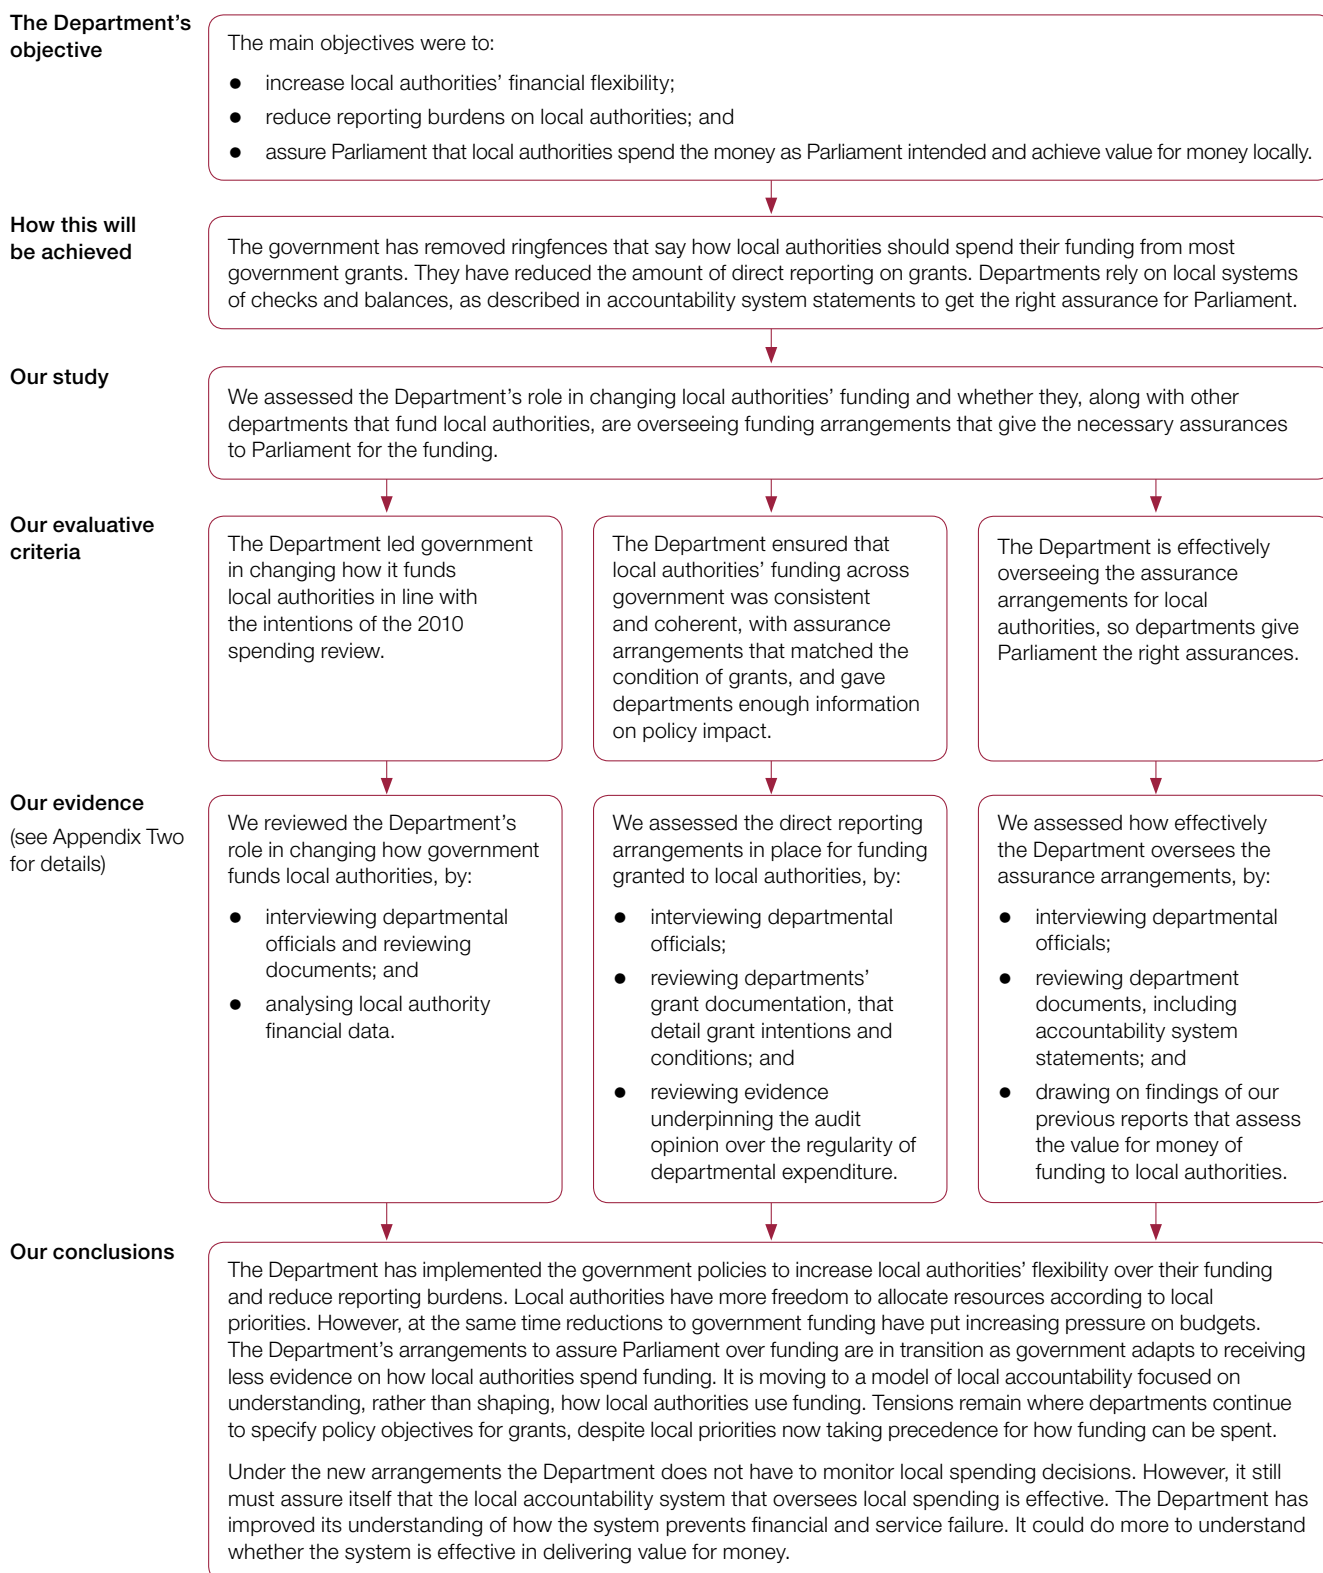 The Department's
objective
The main objectives were to:
● increase local authorities' financial flexibility;
● reduce reporting burdens on local authorities; and
● assure Parliament that local authorities spend the money as Parliament intended and achieve value for money locally.
How this will
be achieved
The government has removed ringfences that say how local authorities should spend their funding from most
government grants. They have reduced the amount of direct reporting on grants. Departments rely on local systems
of checks and balances, as described in accountability system statements to get the right assurance for Parliament.
Our study
We assessed the Department's role in changing local authorities' funding and whether they, along with other
departments that fund local authorities, are overseeing funding arrangements that give the necessary assurances
to Parliament for the funding.
Our evaluative
criteria
The Department led government
in changing how it funds
local authorities in line with
the intentions of the 2010
spending review.
The Department ensured that
local authorities' funding across
government was consistent
and coherent, with assurance
arrangements that matched the
condition of grants, and gave
departments enough information
on policy impact.
The Department is effectively
overseeing the assurance
arrangements for local
authorities, so departments give
Parliament the right assurances.
Our evidence
(see Appendix Two
for details)
We reviewed the Department's
role in changing how government
funds local authorities, by:
● interviewing departmental
officials and reviewing
documents; and
● analysing local authority
financial data.
We assessed the direct reporting
arrangements in place for funding
granted to local authorities, by:
● interviewing departmental
officials;
● reviewing departments'
grant documentation, that
detail grant intentions and
conditions; and
● reviewing evidence
underpinning the audit
opinion over the regularity of
departmental expenditure.
We assessed how effectively
the Department oversees the
assurance arrangements, by:
● interviewing departmental
officials;
● reviewing department
documents, including
accountability system
statements; and
● drawing on findings of our
previous reports that assess
the value for money of
funding to local authorities.
Our conclusions
The Department has implemented the government policies to increase local authorities' flexibility over their funding
and reduce reporting burdens. Local authorities have more freedom to allocate resources according to local
priorities. However, at the same time reductions to government funding have put increasing pressure on budgets.
The Department's arrangements to assure Parliament over funding are in transition as government adapts to receiving
less evidence on how local authorities spend funding. It is moving to a model of local accountability focused on
understanding, rather than shaping, how local authorities use funding. Tensions remain where departments continue
to specify policy objectives for grants, despite local priorities now taking precedence for how funding can be spent.
Under the new arrangements the Department does not have to monitor local spending decisions. However, it still
must assure itself that the local accountability system that oversees local spending is effective. The Department has
improved its understanding of how the system prevents financial and service failure. It could do more to understand
whether the system is effective in delivering value for money.